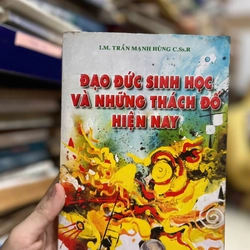 LM. TRẦN MẠNH HÙNG C.Ss.R
ĐẠO ĐỨC SINH HỌC
VÀ NHỮNG THÁCH ĐỐ
HIỆN NAY